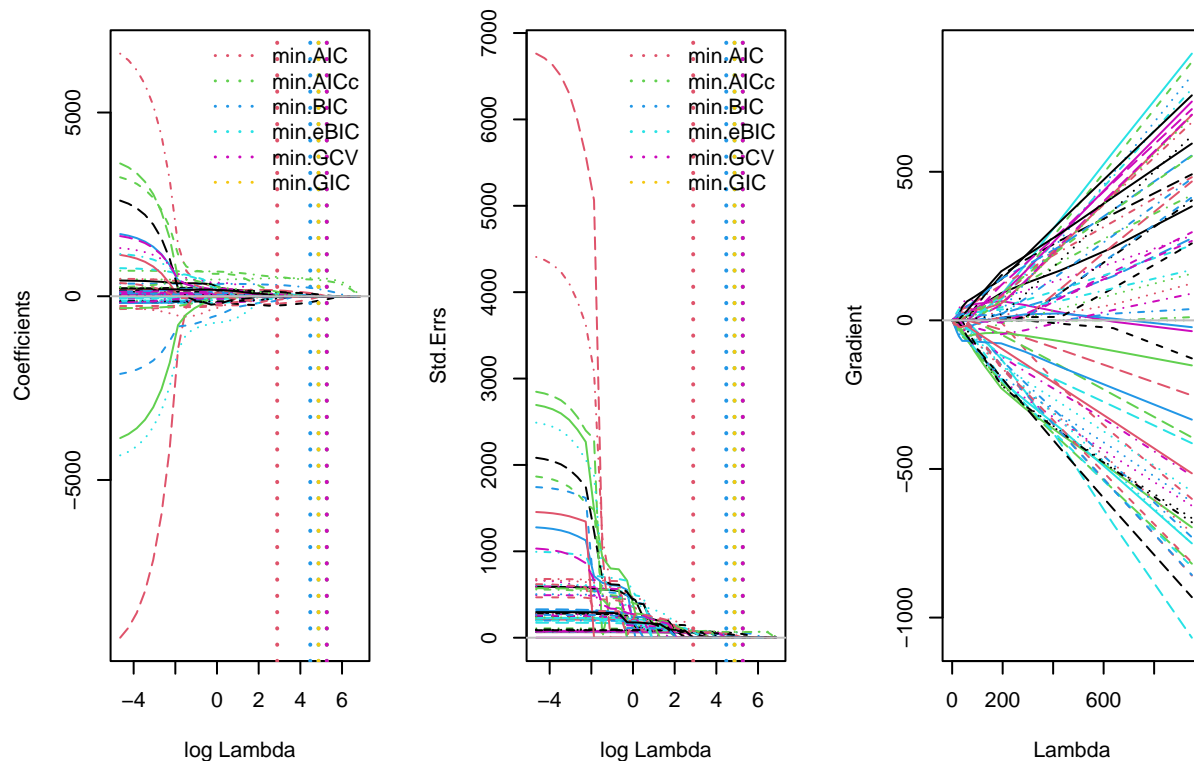 Coefficients
5000
0
−5000
−4
−2
0
2
4
6
log Lambda
min.AIC
min.AICc
min.BIC
min.eBIC
min.GCV
min.GIC
Std.Errs
7000
6000
5000
4000
3000
2000
1000
0
−4
−2
0
2
4
6
log Lambda
min.AIC
min.AICc
min.BIC
min.eBIC
min.GCV
min.GIC
Gradient
500
0
−500
−1000
0
200
600
Lambda